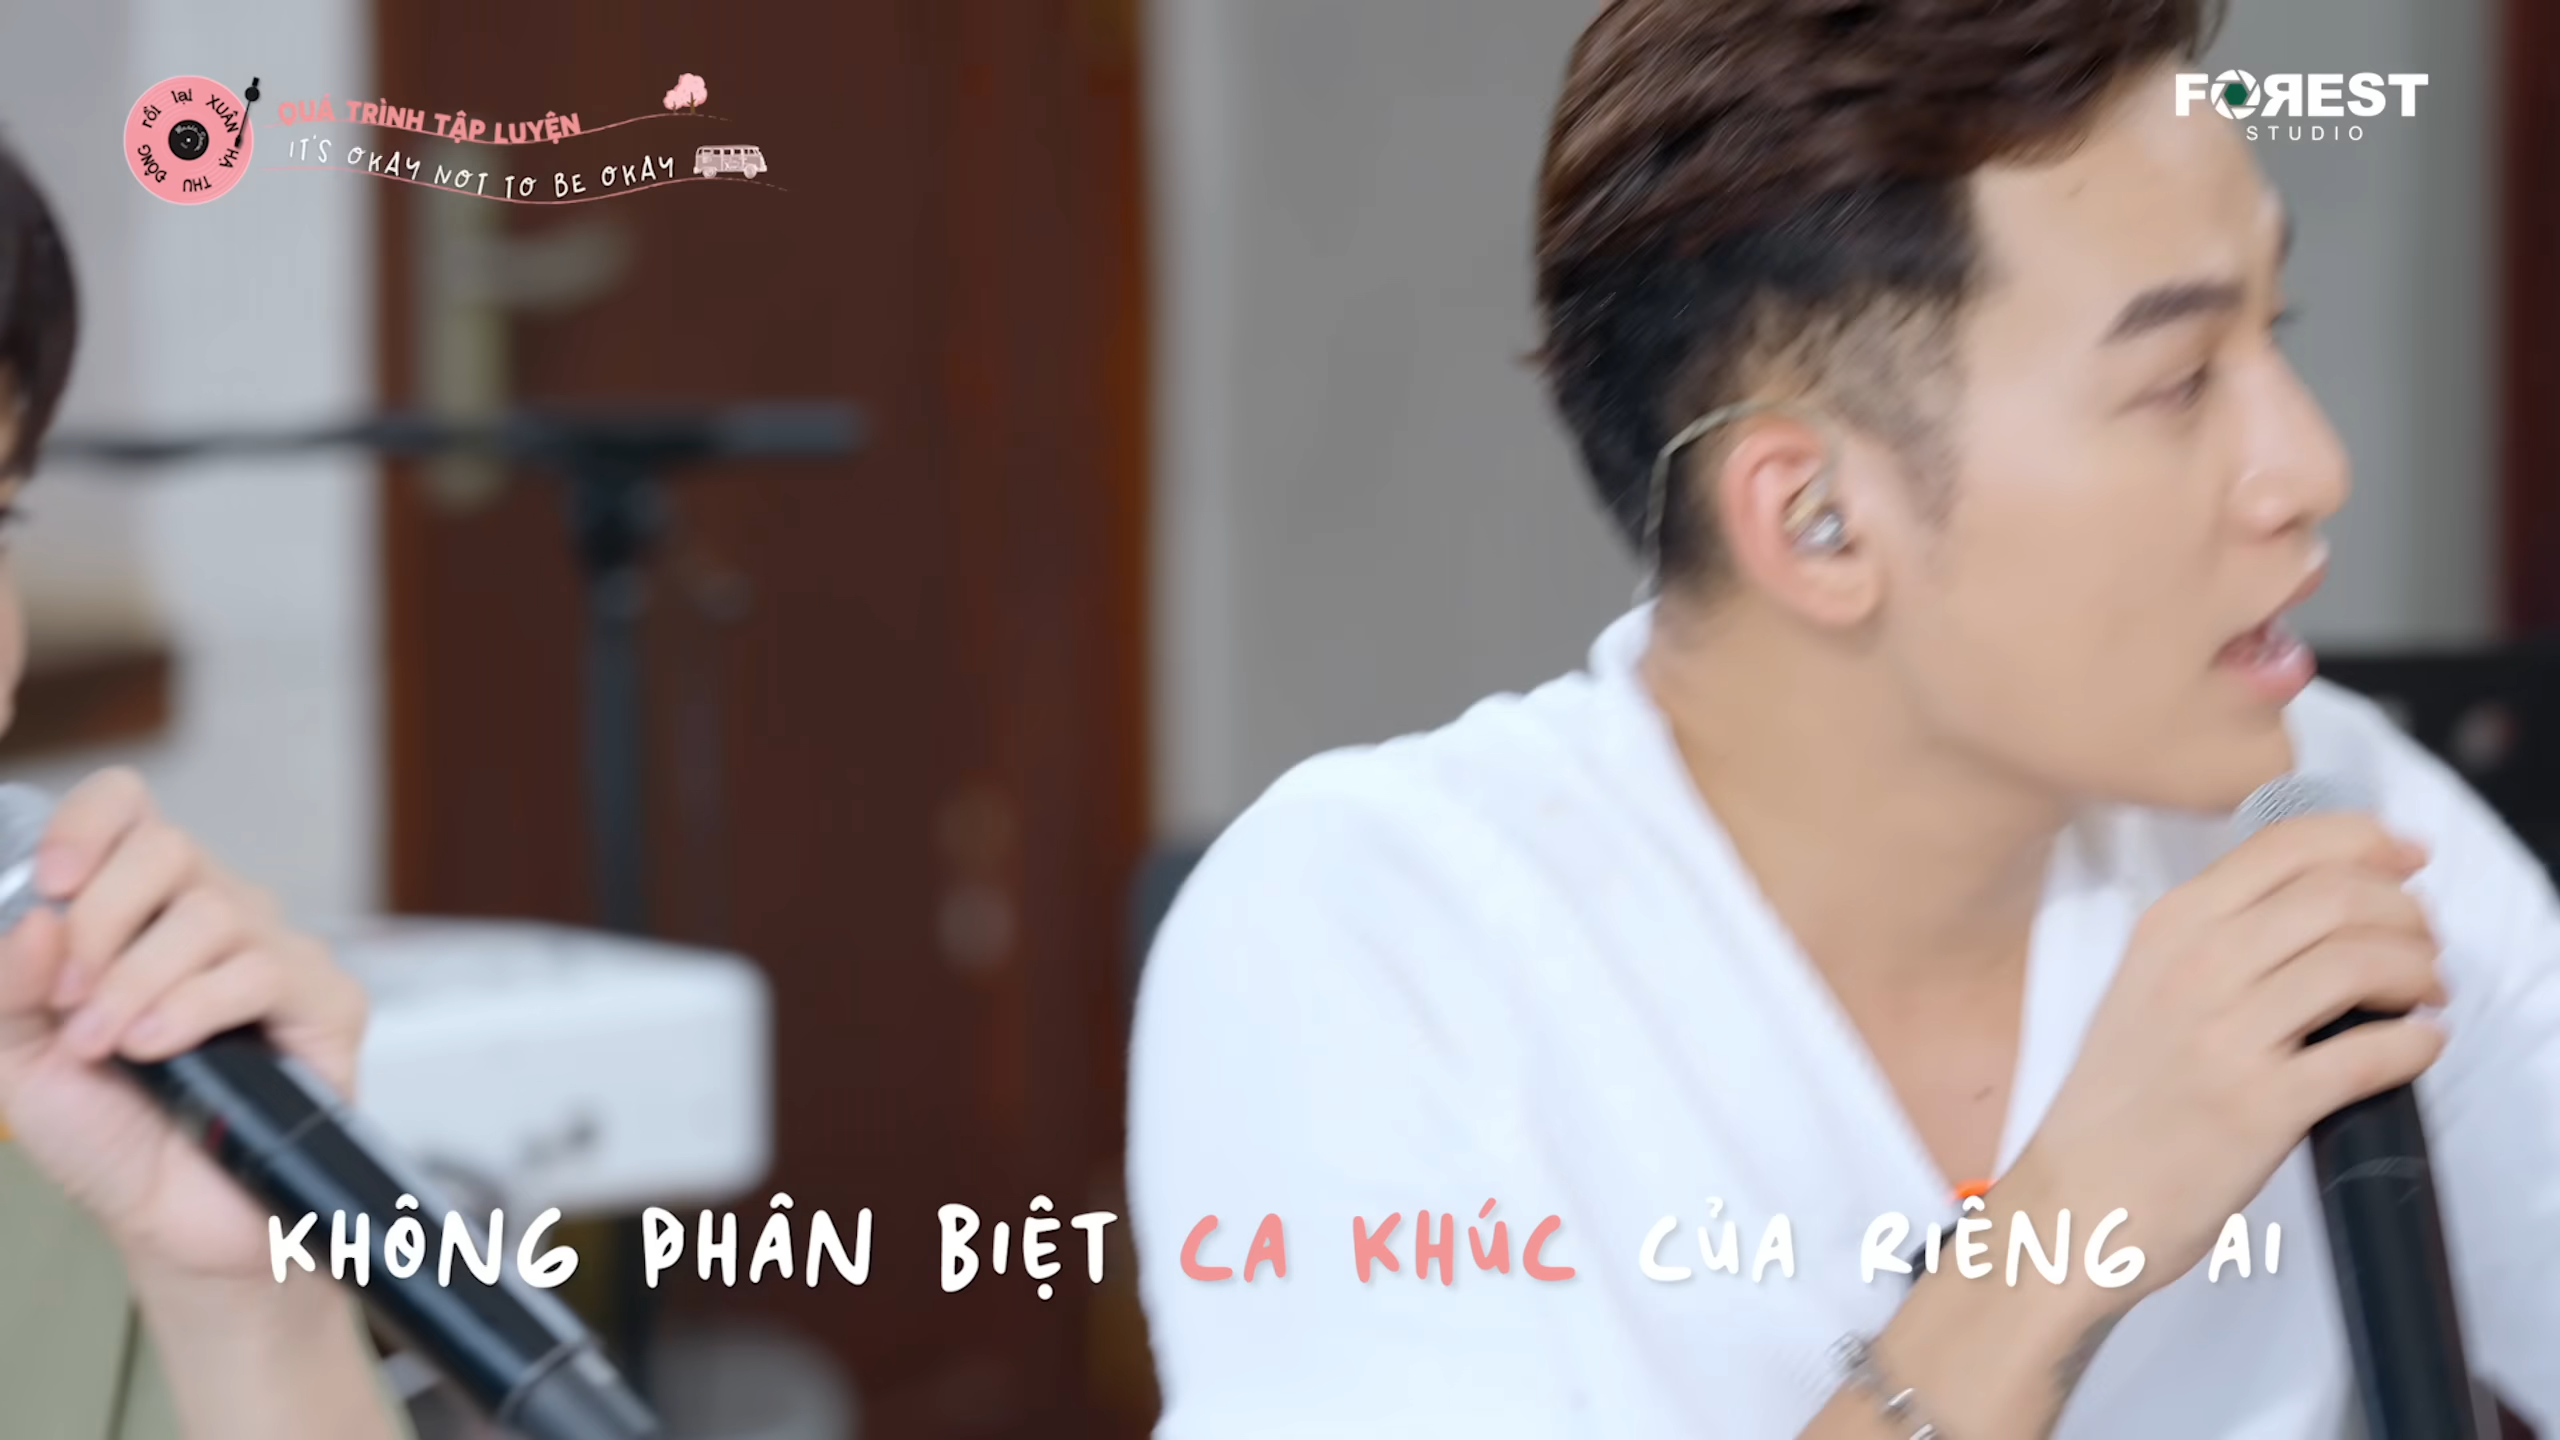 rồi lại XUÂN HẠ THU ĐÔNG
QUÁ TRÌNH TẬP LUYỆN
IT'S OKAY NOT TO BE OKAY
FOREST
STUDIO
KHÔNG PHÂN BIỆT CA KHÚC CỦA RIÊNG AI